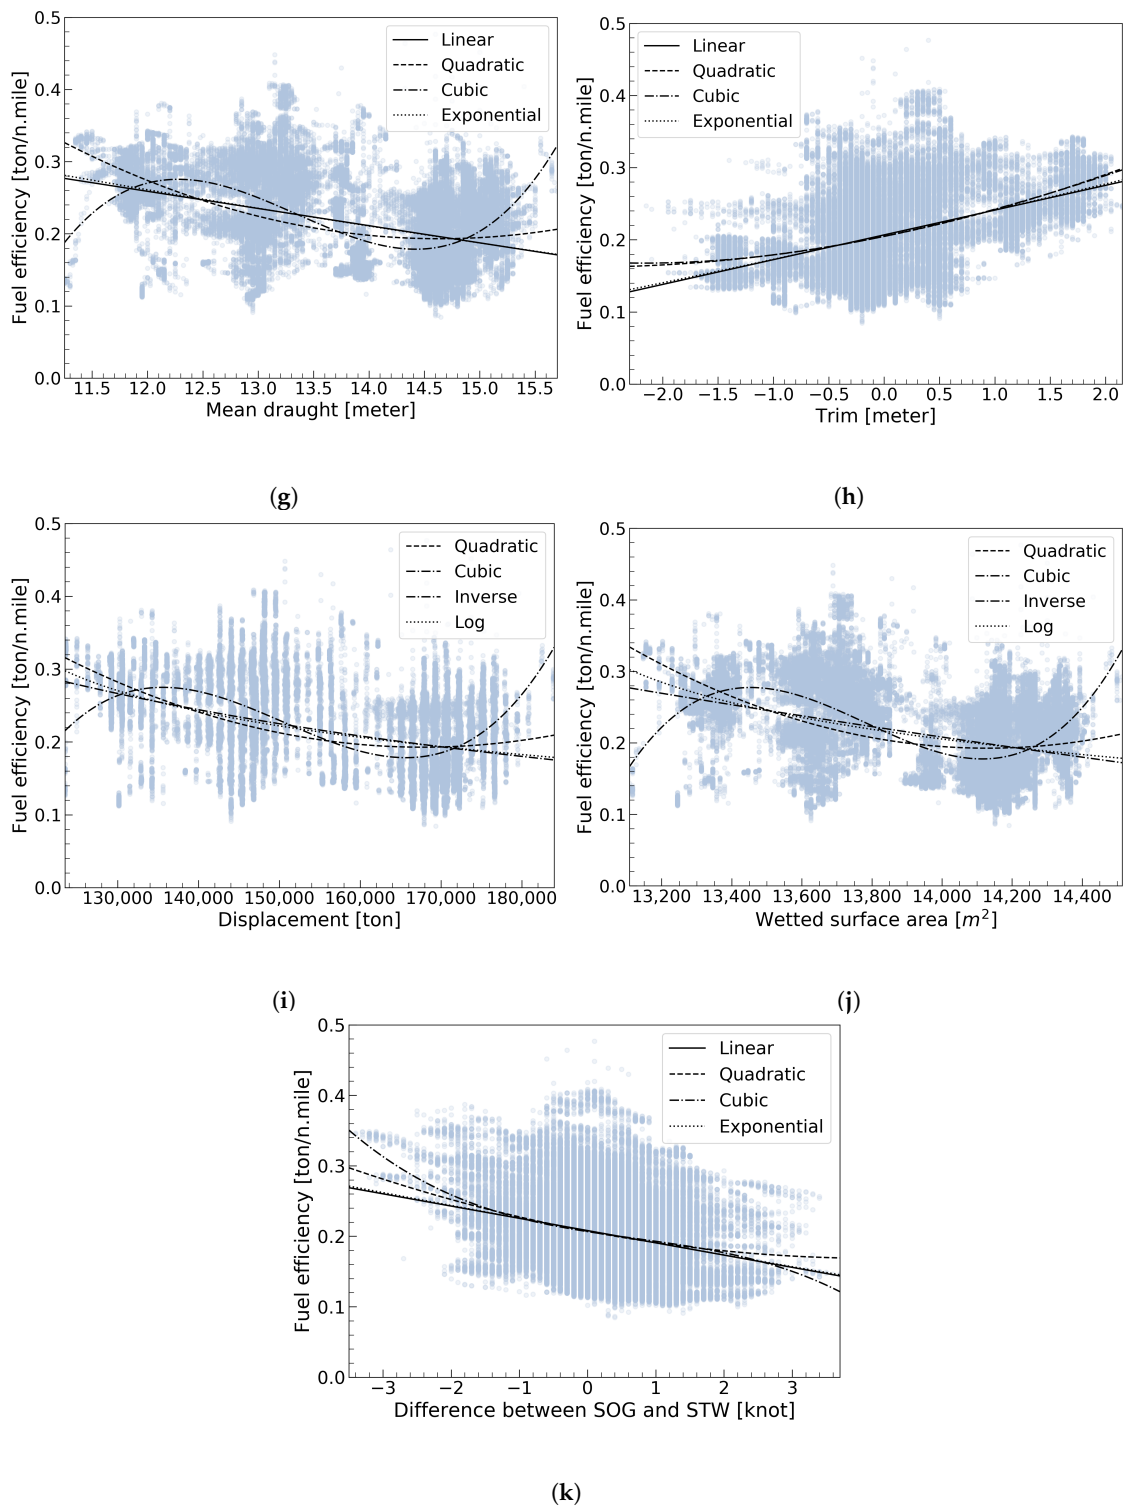 0.5
0.4
0.3
0.2
0.1
0.0
Fuel efficiency [ton/n.mile]
Linear
Quadratic
Cubic
Exponential
11.5 12.0 12.5 13.0 13.5 14.0 14.5 15.0 15.5
Mean draught [meter]
(g)
0.5
0.4
0.3
0.2
0.1
0.0
Fuel efficiency [ton/n.mile]
Linear
Quadratic
Cubic
Exponential
−2.0 −1.5 −1.0 −0.5 0.0 0.5 1.0 1.5 2.0
Trim [meter]
(h)
0.5
0.4
0.3
0.2
0.1
0.0
Fuel efficiency [ton/n.mile]
Quadratic
Cubic
Inverse
Log
130,000 140,000 150,000 160,000 170,000 180,000
Displacement [ton]
(i)
0.5
0.4
0.3
0.2
0.1
0.0
Fuel efficiency [ton/n.mile]
Quadratic
Cubic
Inverse
Log
13,200 13,400 13,600 13,800 14,000 14,200 14,400
Wetted surface area [m²]
(j)
0.5
0.4
0.3
0.2
0.1
0.0
Fuel efficiency [ton/n.mile]
Linear
Quadratic
Cubic
Exponential
−3 −2 −1 0 1 2 3
Difference between SOG and STW [knot]
(k)